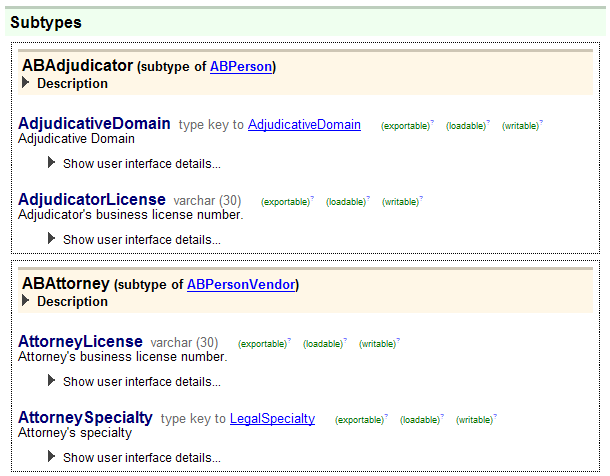 Subtypes
ABAdjudicator (subtype of ABPerson)
Description
AdjudicativeDomain type key to AdjudicativeDomain (exportable)? (loadable)? (writable)?
Adjudicative Domain
Show user interface details...
AdjudicatorLicense varchar (30) (exportable)? (loadable)? (writable)?
Adjudicator's business license number.
Show user interface details...
ABAttorney (subtype of ABPersonVendor)
Description
AttorneyLicense varchar (30) (exportable)? (loadable)? (writable)?
Attorney's business license number.
Show user interface details...
AttorneySpecialty type key to LegalSpecialty (exportable)? (loadable)? (writable)?
Attorney's specialty
Show user interface details...